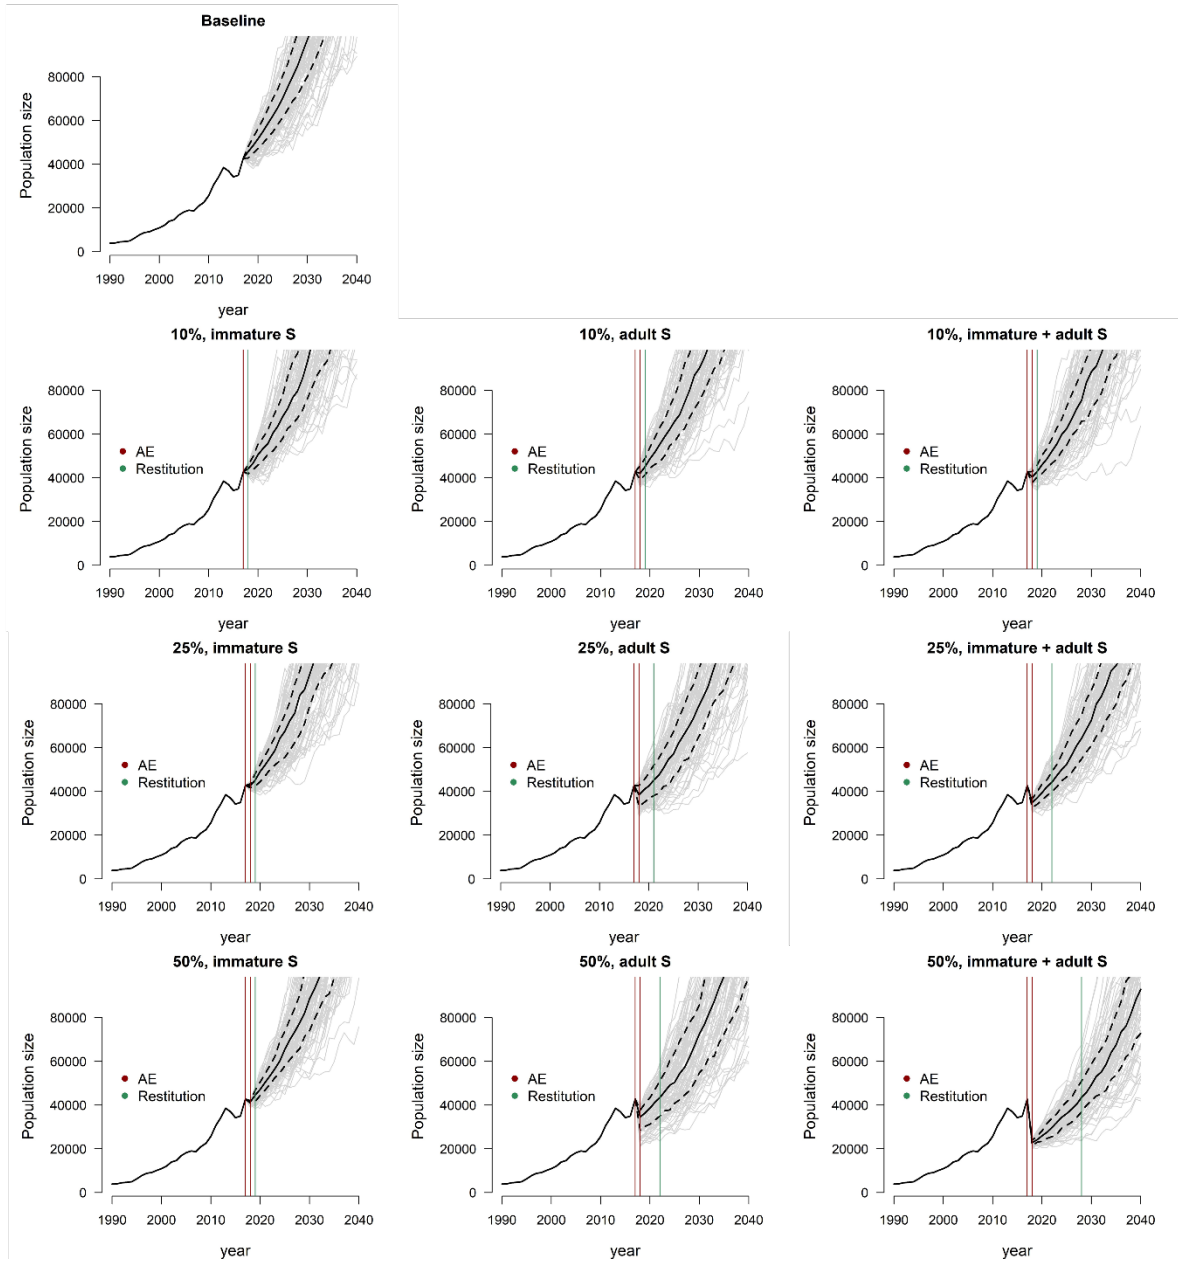 Baseline
Population size
80000
60000
40000
20000
0
1990 2000 2010 2020 2030 2040
year
10%, immature S
Population size
80000
60000
40000
20000
0
AE
Restitution
1990 2000 2010 2020 2030 2040
year
10%, adult S
Population size
80000
60000
40000
20000
0
AE
Restitution
1990 2000 2010 2020 2030 2040
year
10%, immature + adult S
Population size
80000
60000
40000
20000
0
AE
Restitution
1990 2000 2010 2020 2030 2040
year
25%, immature S
Population size
80000
60000
40000
20000
0
AE
Restitution
1990 2000 2010 2020 2030 2040
year
25%, adult S
Population size
80000
60000
40000
20000
0
AE
Restitution
1990 2000 2010 2020 2030 2040
year
25%, immature + adult S
Population size
80000
60000
40000
20000
0
AE
Restitution
1990 2000 2010 2020 2030 2040
year
50%, immature S
Population size
80000
60000
40000
20000
0
AE
Restitution
1990 2000 2010 2020 2030 2040
year
50%, adult S
Population size
80000
60000
40000
20000
0
AE
Restitution
1990 2000 2010 2020 2030 2040
year
50%, immature + adult S
Population size
80000
60000
40000
20000
0
AE
Restitution
1990 2000 2010 2020 2030 2040
year